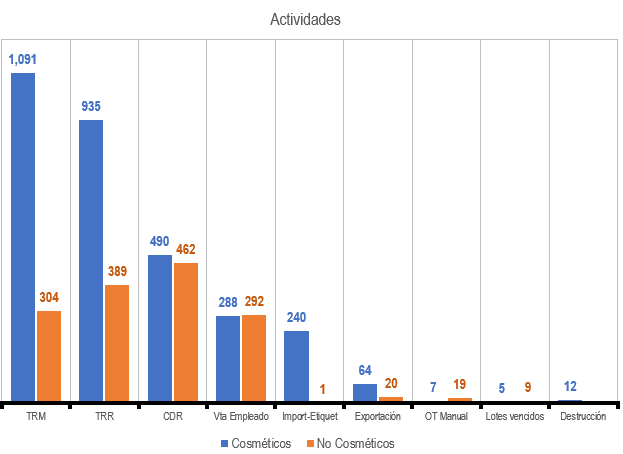 Actividades
1,091
304
935
389
490
462
288
292
240
1
64
20
7
19
5
9
12
TRM
TRR
CDR
Vta Empleado
Import-Etiquet
Exportación
OT Manual
Lotes vencidos
Destrucción
Cosméticos
No Cosméticos